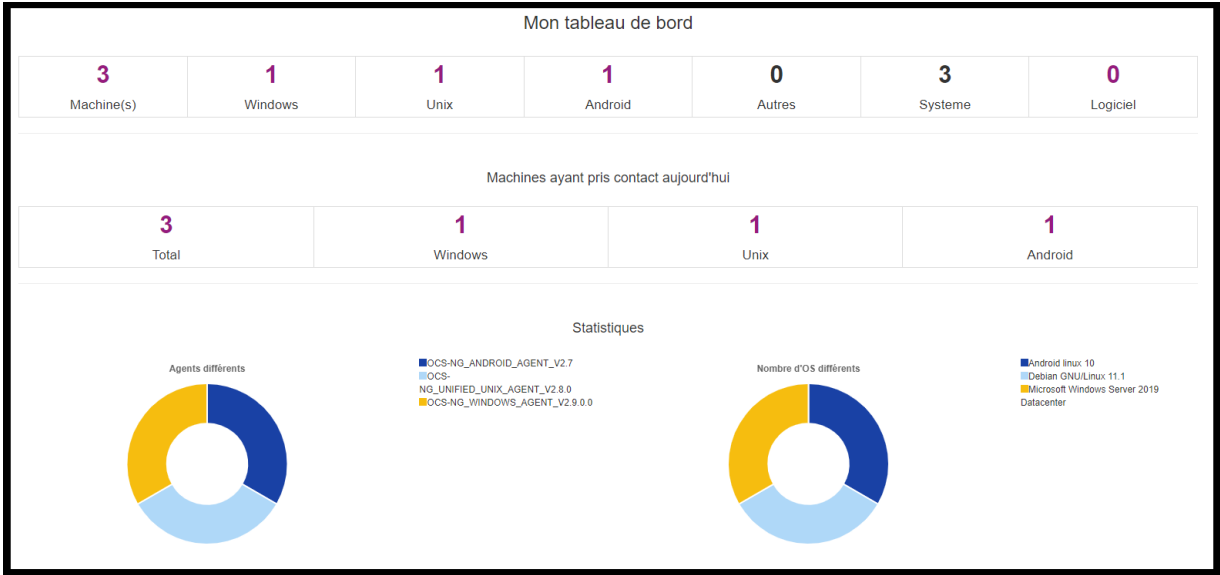 Mon tableau de bord
3 1 1 1 0 3 0
Machine(s) Windows Unix Android Autres Systeme Logiciel
Machines ayant pris contact aujourd'hui
3 1 1 1
Total Windows Unix Android
Statistiques
Agents différents
OCS-NG_ANDROID_AGENT_V2.7
OCS-
NG_UNIFIED_UNIX_AGENT_V2.8.0
OCS-NG_WINDOWS_AGENT_V2.9.0.0
Nombre d'OS différents
Android linux 10
Debian GNU/Linux 11.1
Microsoft Windows Server 2019
Datacenter